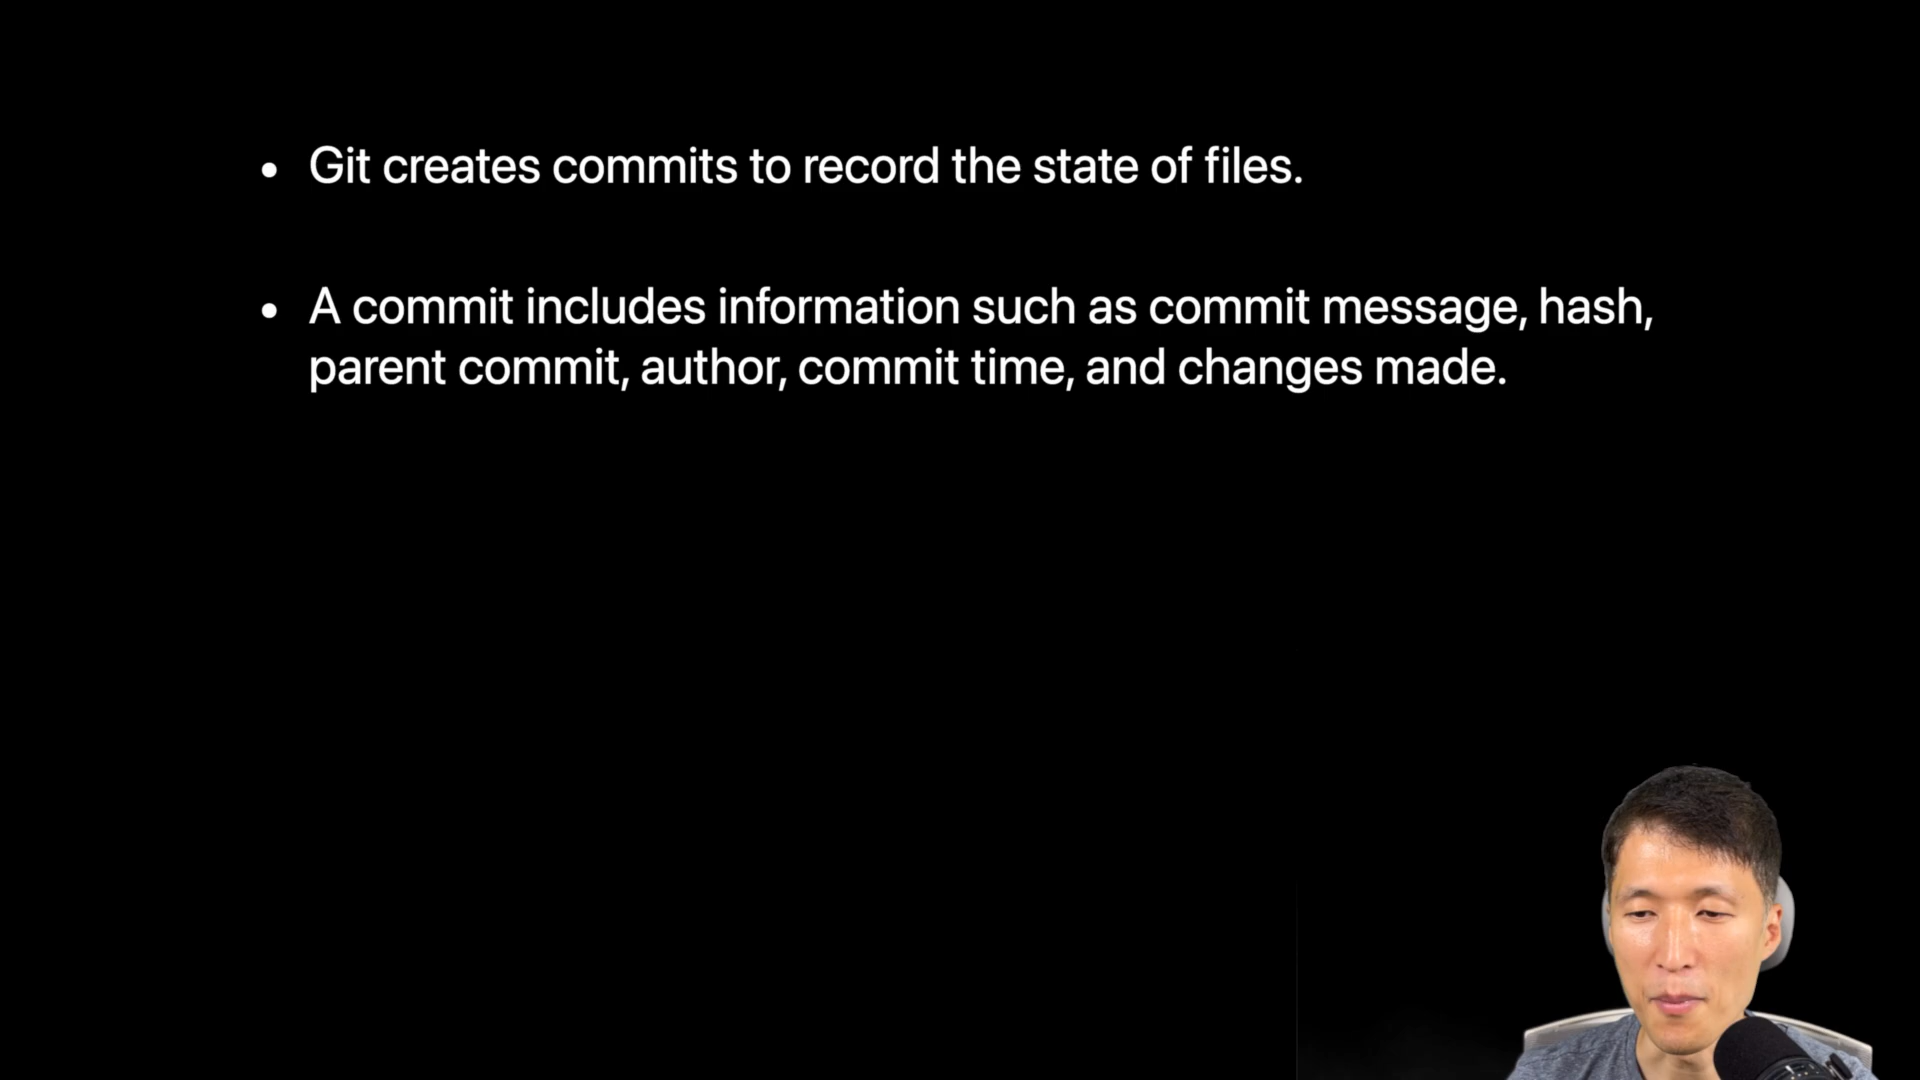 • Git creates commits to record the state of files.
• A commit includes information such as commit message, hash,
parent commit, author, commit time, and changes made.